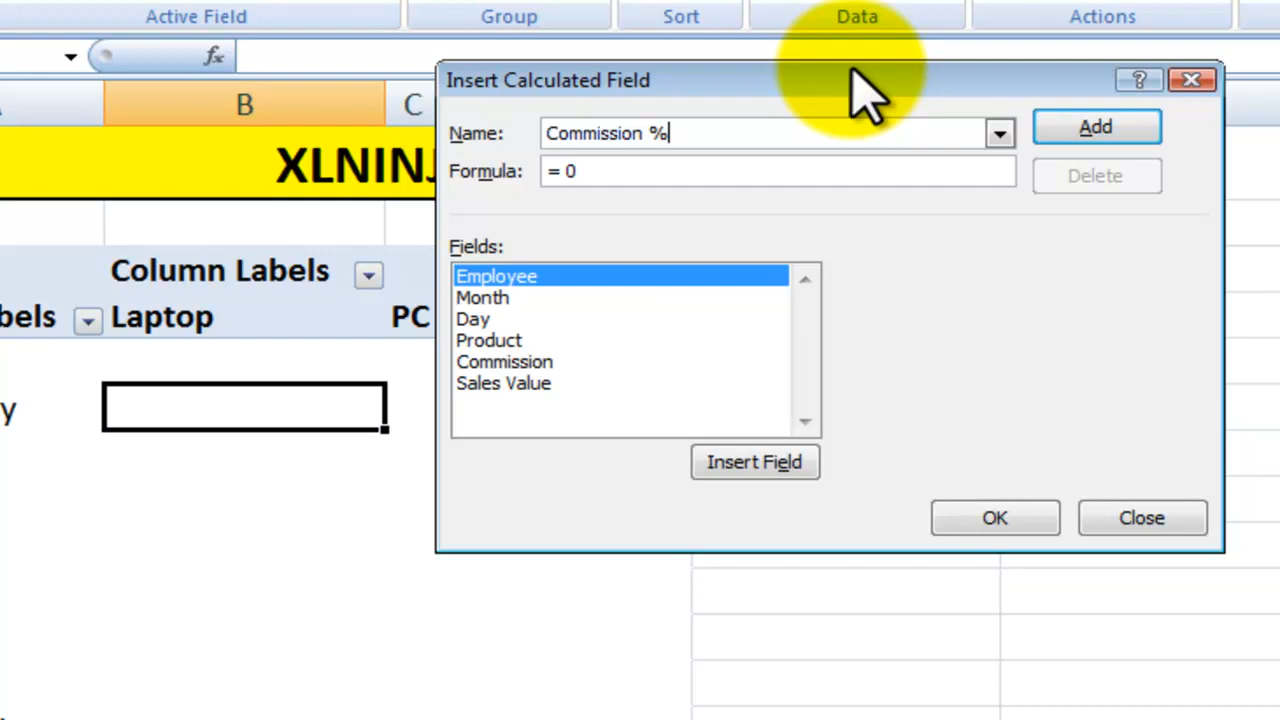 Active Field Group Sort Data Actions
fx
B C
Insert Calculated Field ?
XLNINJ
Name: Commission % Add
Formula: = 0 Delete
Fields:
Column Labels
bels Laptop PC
Employee
Month
Day
Product
Commission
Sales Value
y
Insert Field
OK Close